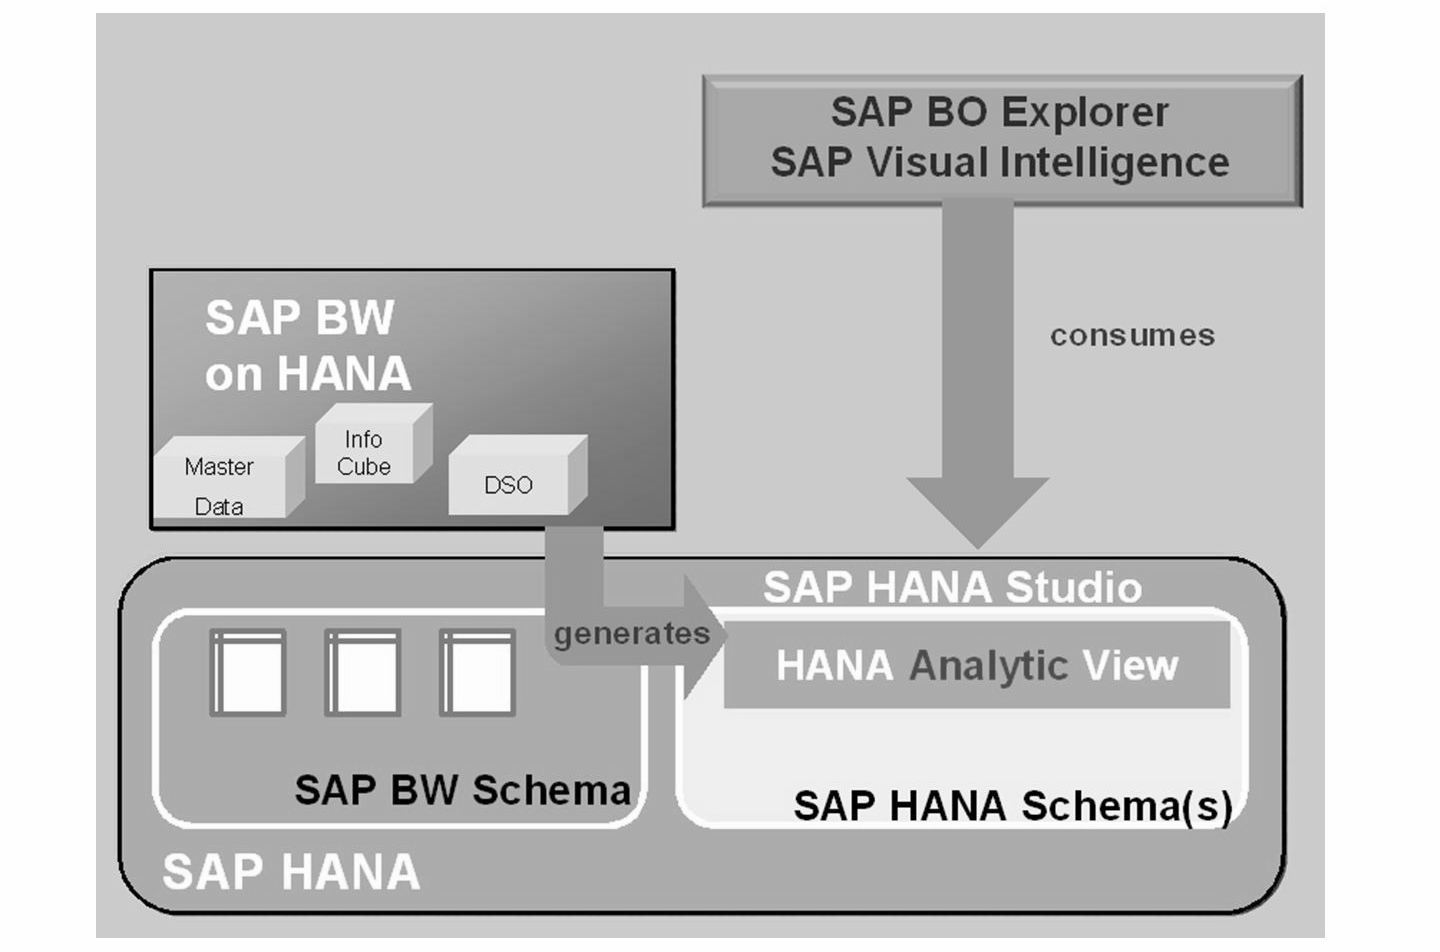 SAP BO Explorer
SAP Visual Intelligence
consumes
SAP BW
on HANA
Master
Data
Info
Cube
DSO
generates
SAP HANA Studio
HANA Analytic View
SAP BW Schema
SAP HANA Schema(s)
SAP HANA